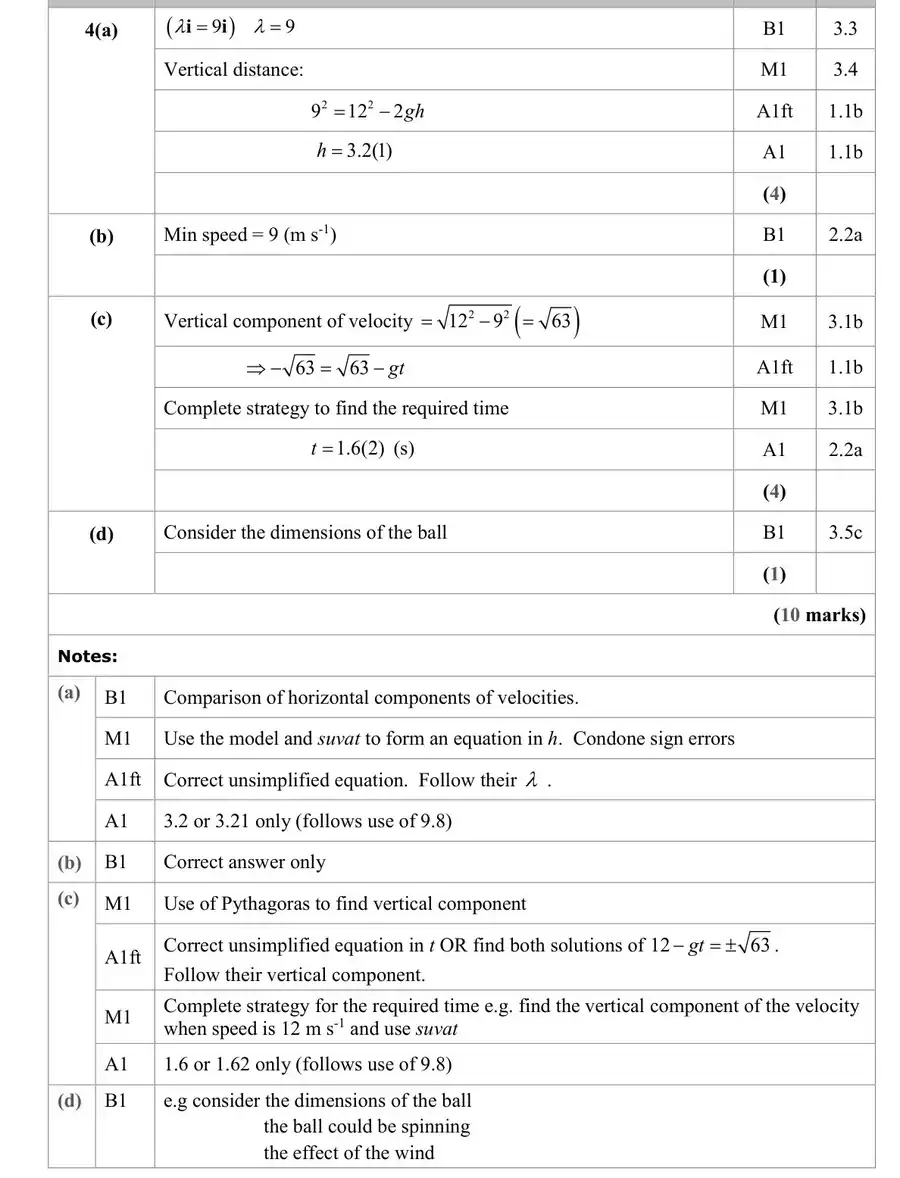 4(a) (λi = 9i) λ = 9 B1 3.3
Vertical distance: M1 3.4
9² = 12² − 2gh A1ft 1.1b
h = 3.2(1) A1 1.1b
(4)
(b) Min speed = 9 (m s⁻¹) B1 2.2a
(1)
(c) Vertical component of velocity = √(12² − 9²) (= √63) M1 3.1b
⇒ −√63 = √63 − gt A1ft 1.1b
Complete strategy to find the required time M1 3.1b
t = 1.6(2) (s) A1 2.2a
(4)
(d) Consider the dimensions of the ball B1 3.5c
(1)
(10 marks)
Notes:
(a) B1 Comparison of horizontal components of velocities.
M1 Use the model and suvat to form an equation in h. Condone sign errors
A1ft Correct unsimplified equation. Follow their λ .
A1 3.2 or 3.21 only (follows use of 9.8)
(b) B1 Correct answer only
(c) M1 Use of Pythagoras to find vertical component
A1ft Correct unsimplified equation in t OR find both solutions of 12 − gt = ±√63 .
Follow their vertical component.
M1 Complete strategy for the required time e.g. find the vertical component of the velocity
when speed is 12 m s⁻¹ and use suvat
A1 1.6 or 1.62 only (follows use of 9.8)
(d) B1 e.g consider the dimensions of the ball
the ball could be spinning
the effect of the wind